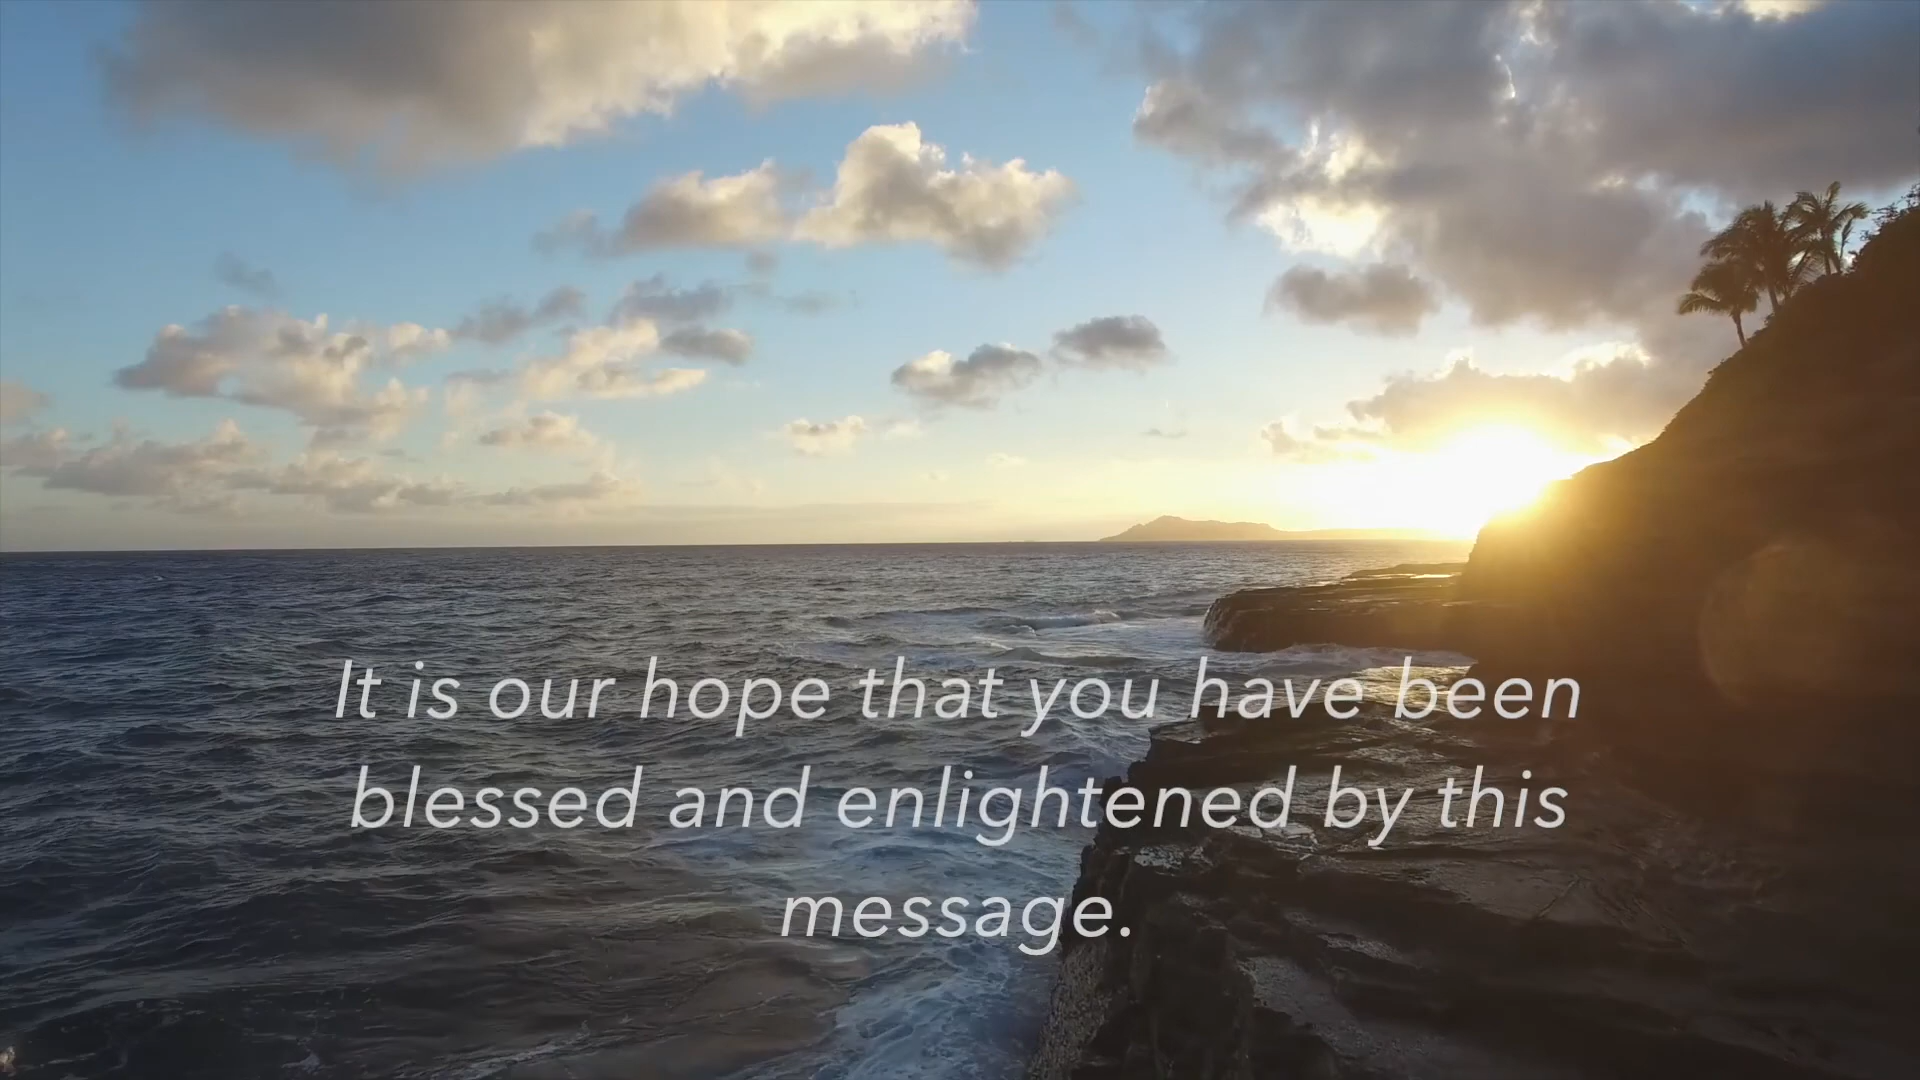 It is our hope that you have been
blessed and enlightened by this
message.